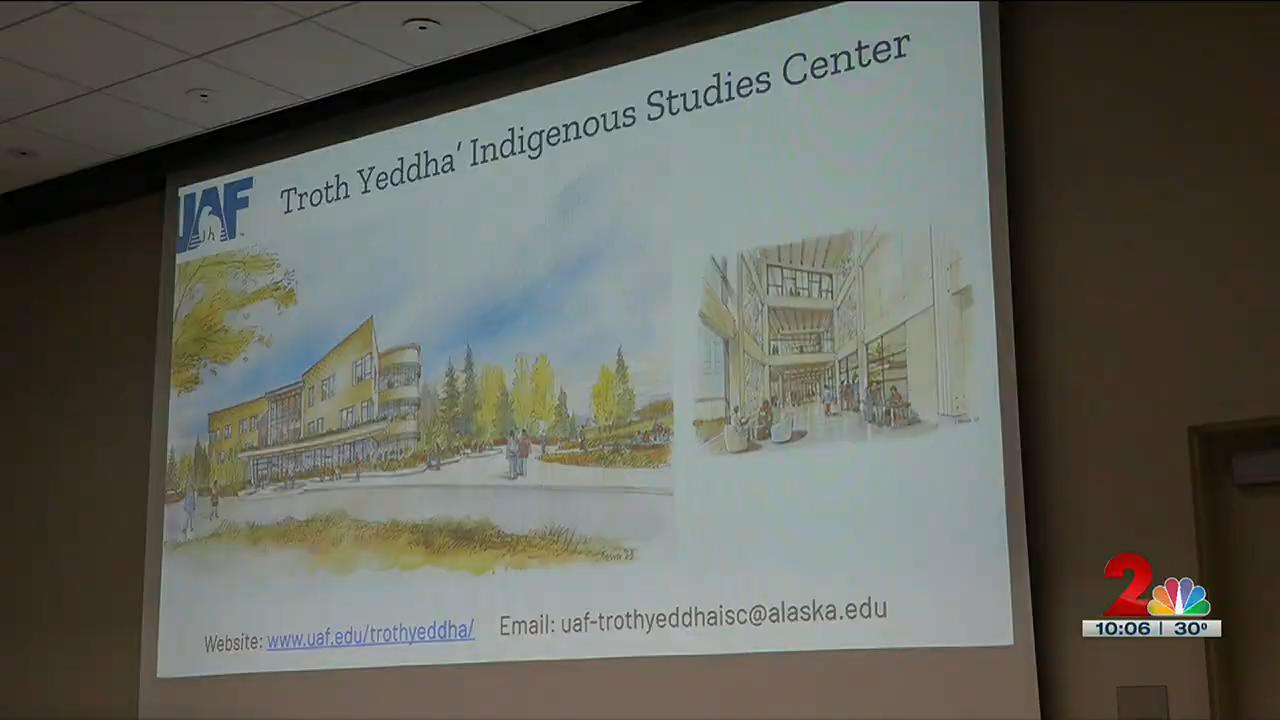 Troth Yeddha' Indigenous Studies Center
UAF
Website: www.uaf.edu/trothyeddha/ Email: uaf-trothyeddhaisc@alaska.edu
2
10:06 | 30º